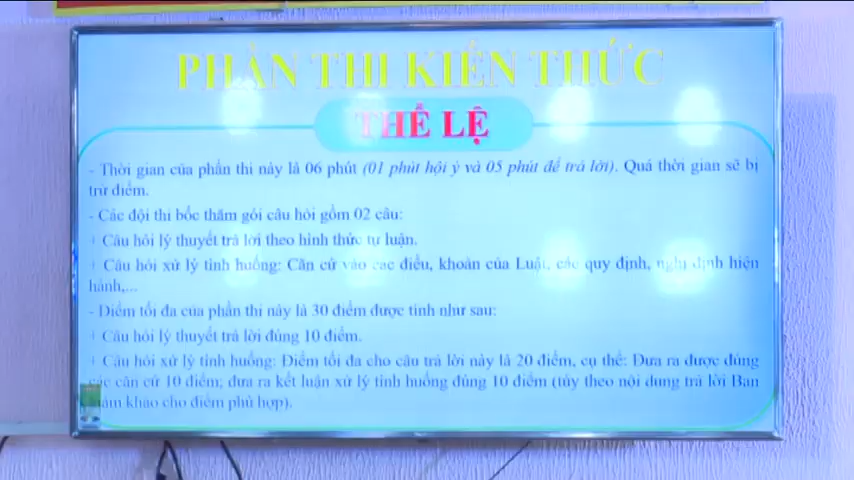 PHẦN THI KIẾN THỨC
THỂ LỆ
- Thời gian của phần thi này là 06 phút (01 phút hội ý và 05 phút để trả lời). Quá thời gian sẽ bị
trừ điểm.
- Các đội thi bốc thăm gói câu hỏi gồm 02 câu:
+ Câu hỏi lý thuyết trả lời theo hình thức tự luận.
+ Câu hỏi xử lý tình huống: Căn cứ vào các điều, khoản của Luật, các quy định, nghị định hiện
hành,...
- Điểm tối đa của phần thi này là 30 điểm được tính như sau:
+ Câu hỏi lý thuyết trả lời đúng 10 điểm.
+ Câu hỏi xử lý tình huống: Điểm tối đa cho câu trả lời này là 20 điểm, cụ thể: Đưa ra được đúng
các căn cứ 10 điểm; đưa ra kết luận xử lý tình huống đúng 10 điểm (tùy theo nội dung trả lời Ban
Giám khảo cho điểm phù hợp).